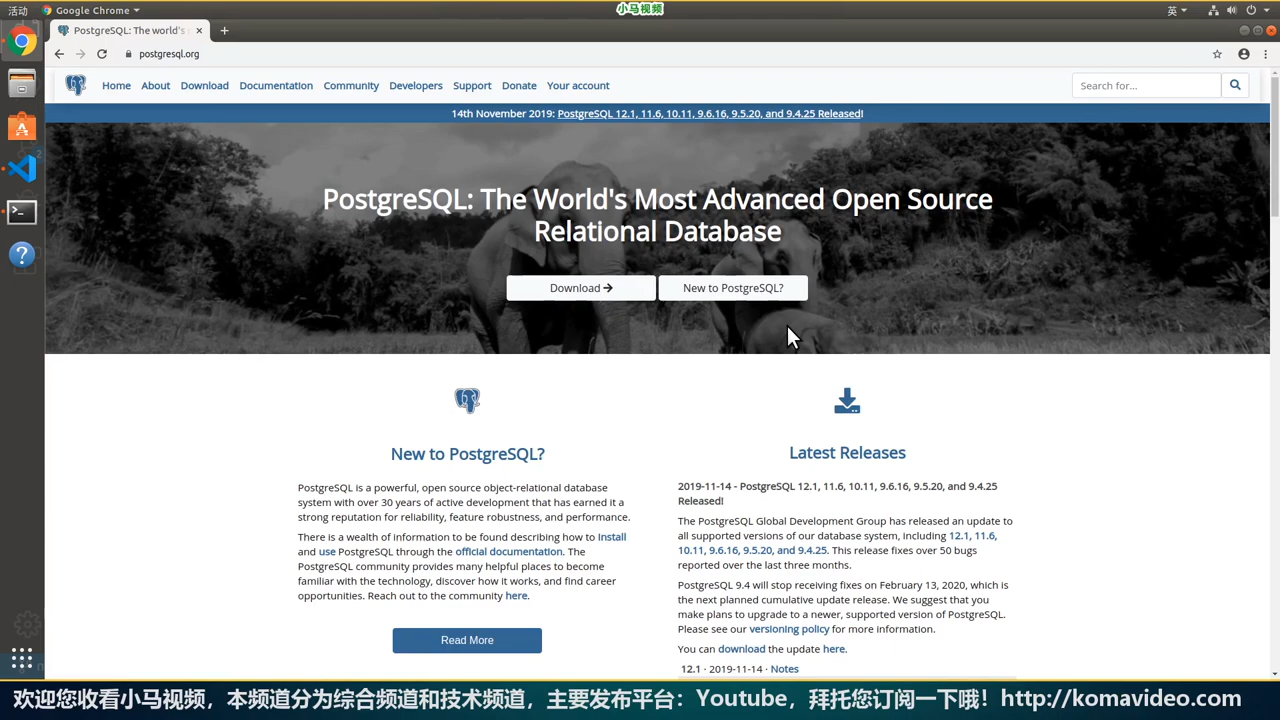 活动
Google Chrome
小马视频
英
PostgreSQL: The world's
postgresql.org
Home
About
Download
Documentation
Community
Developers
Support
Donate
Your account
Search for...
14th November 2019: PostgreSQL 12.1, 11.6, 10.11, 9.6.16, 9.5.20, and 9.4.25 Released!
PostgreSQL: The World's Most Advanced Open Source
Relational Database
Download
New to PostgreSQL?
New to PostgreSQL?
PostgreSQL is a powerful, open source object-relational database
system with over 30 years of active development that has earned it a
strong reputation for reliability, feature robustness, and performance.
There is a wealth of information to be found describing how to install
and use PostgreSQL through the official documentation. The
PostgreSQL community provides many helpful places to become
familiar with the technology, discover how it works, and find career
opportunities. Reach out to the community here.
Read More
Latest Releases
2019-11-14 - PostgreSQL 12.1, 11.6, 10.11, 9.6.16, 9.5.20, and 9.4.25
Released!
The PostgreSQL Global Development Group has released an update to
all supported versions of our database system, including 12.1, 11.6,
10.11, 9.6.16, 9.5.20, and 9.4.25. This release fixes over 50 bugs
reported over the last three months.
PostgreSQL 9.4 will stop receiving fixes on February 13, 2020, which is
the next planned cumulative update release. We suggest that you
make plans to upgrade to a newer, supported version of PostgreSQL.
Please see our versioning policy for more information.
You can download the update here.
12.1 · 2019-11-14 · Notes
欢迎您收看小马视频，本频道分为综合频道和技术频道，主要发布平台：Youtube，拜托您订阅一下哦！http://komavideo.com